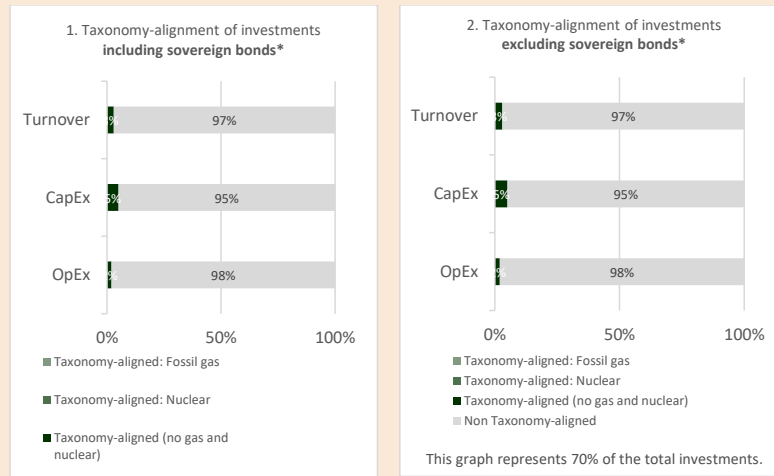 1. Taxonomy-alignment of investments
including sovereign bonds*
Turnover
97%
CapEx
5%
95%
OpEx
98%
0%
50%
100%
Taxonomy-aligned: Fossil gas
Taxonomy-aligned: Nuclear
Taxonomy-aligned (no gas and
nuclear)
2. Taxonomy-alignment of investments
excluding sovereign bonds*
Turnover
3%
97%
CapEx
5%
95%
OpEx
98%
0%
50%
100%
Taxonomy-aligned: Fossil gas
Taxonomy-aligned: Nuclear
Taxonomy-aligned (no gas and nuclear)
Non Taxonomy-aligned
This graph represents 70% of the total investments.